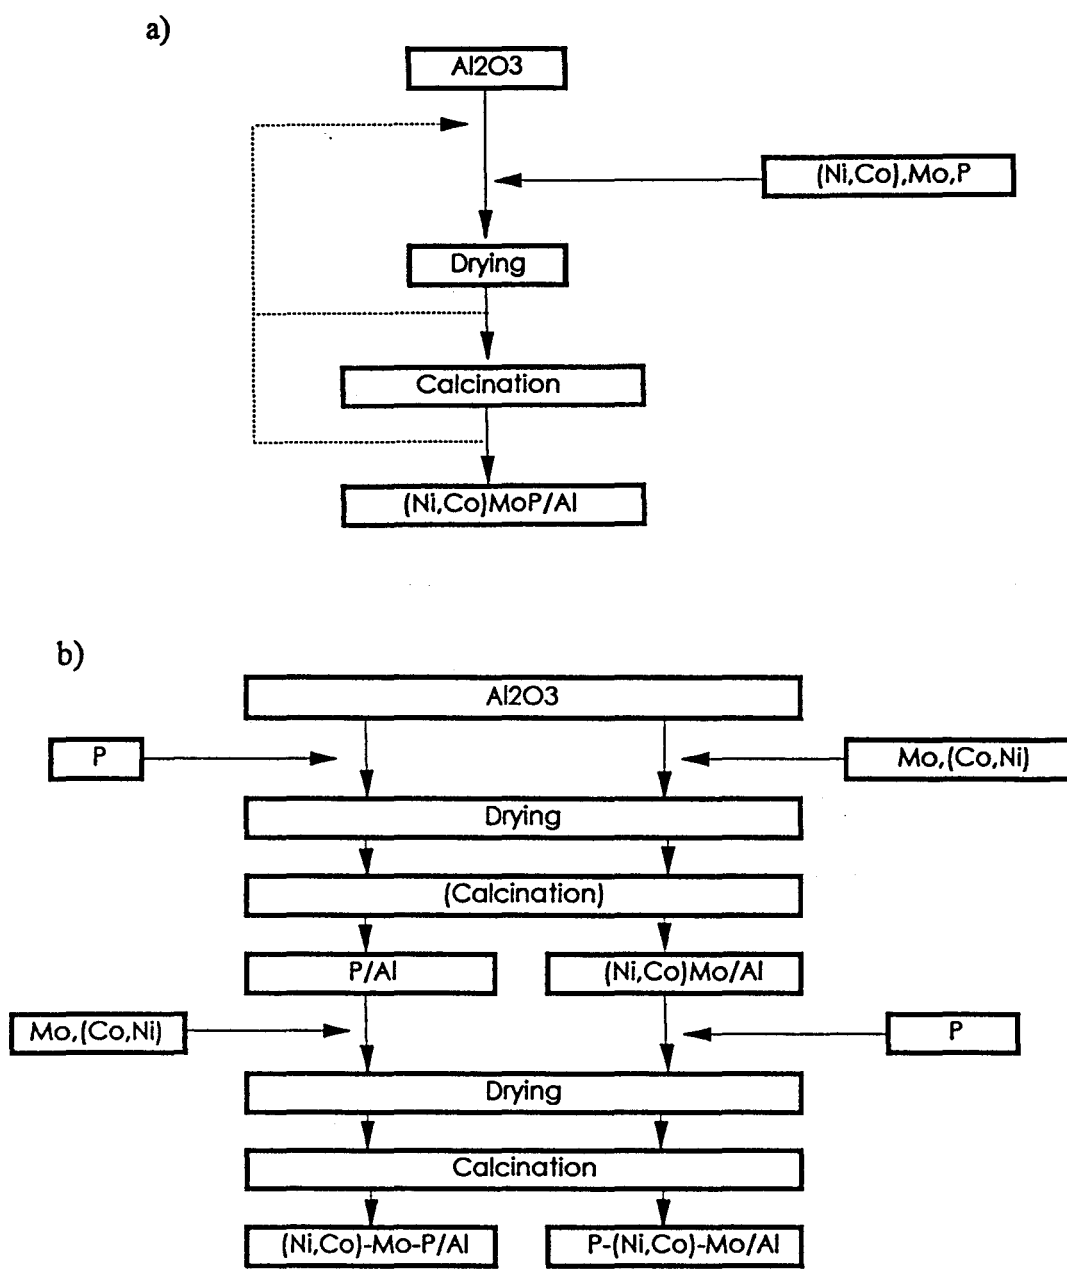 a)
Al2O3
(Ni,Co),Mo,P
Drying
Calcination
(Ni,Co)MoP/Al
b)
Al2O3
P
Mo,(Co,Ni)
Drying
(Calcination)
P/Al
(Ni,Co)Mo/Al
Mo,(Co,Ni)
P
Drying
Calcination
(Ni,Co)-Mo-P/Al
P-(Ni,Co)-Mo/Al